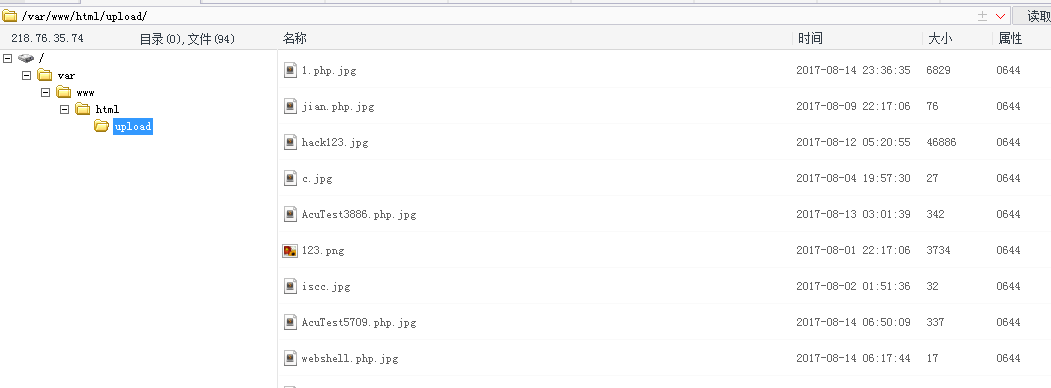 /var/www/html/upload/ 读取
218.76.35.74 目录(0),文件(94) 名称 时间 大小 属性
/
var
www
html
upload
1.php.jpg 2017-08-14 23:36:35 6829 0644
jian.php.jpg 2017-08-09 22:17:06 76 0644
hack123.jpg 2017-08-12 05:20:55 46886 0644
c.jpg 2017-08-04 19:57:30 27 0644
AcuTest3886.php.jpg 2017-08-13 03:01:39 342 0644
123.png 2017-08-01 22:17:06 3734 0644
iscc.jpg 2017-08-02 01:51:36 32 0644
AcuTest5709.php.jpg 2017-08-14 06:50:09 337 0644
webshell.php.jpg 2017-08-14 06:17:44 17 0644